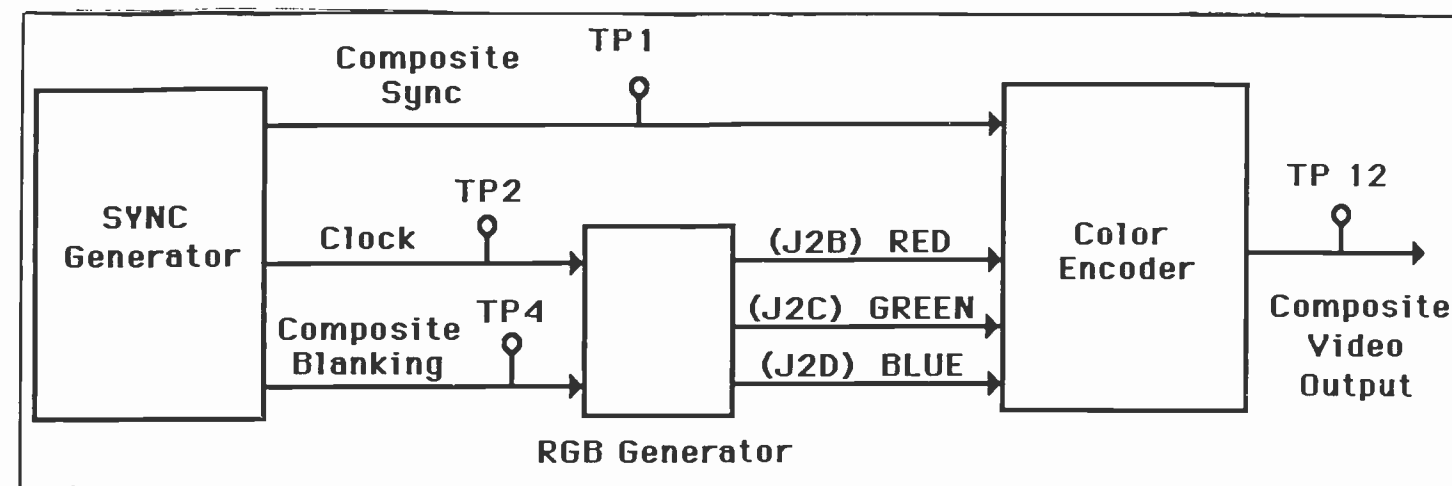 TP1
Composite
Sync
SYNC
Generator
TP2
Clock
TP4
Composite
Blanking
(J2B) RED
(J2C) GREEN
(J2D) BLUE
RGB Generator
Color
Encoder
TP 12
Composite
Video
Output